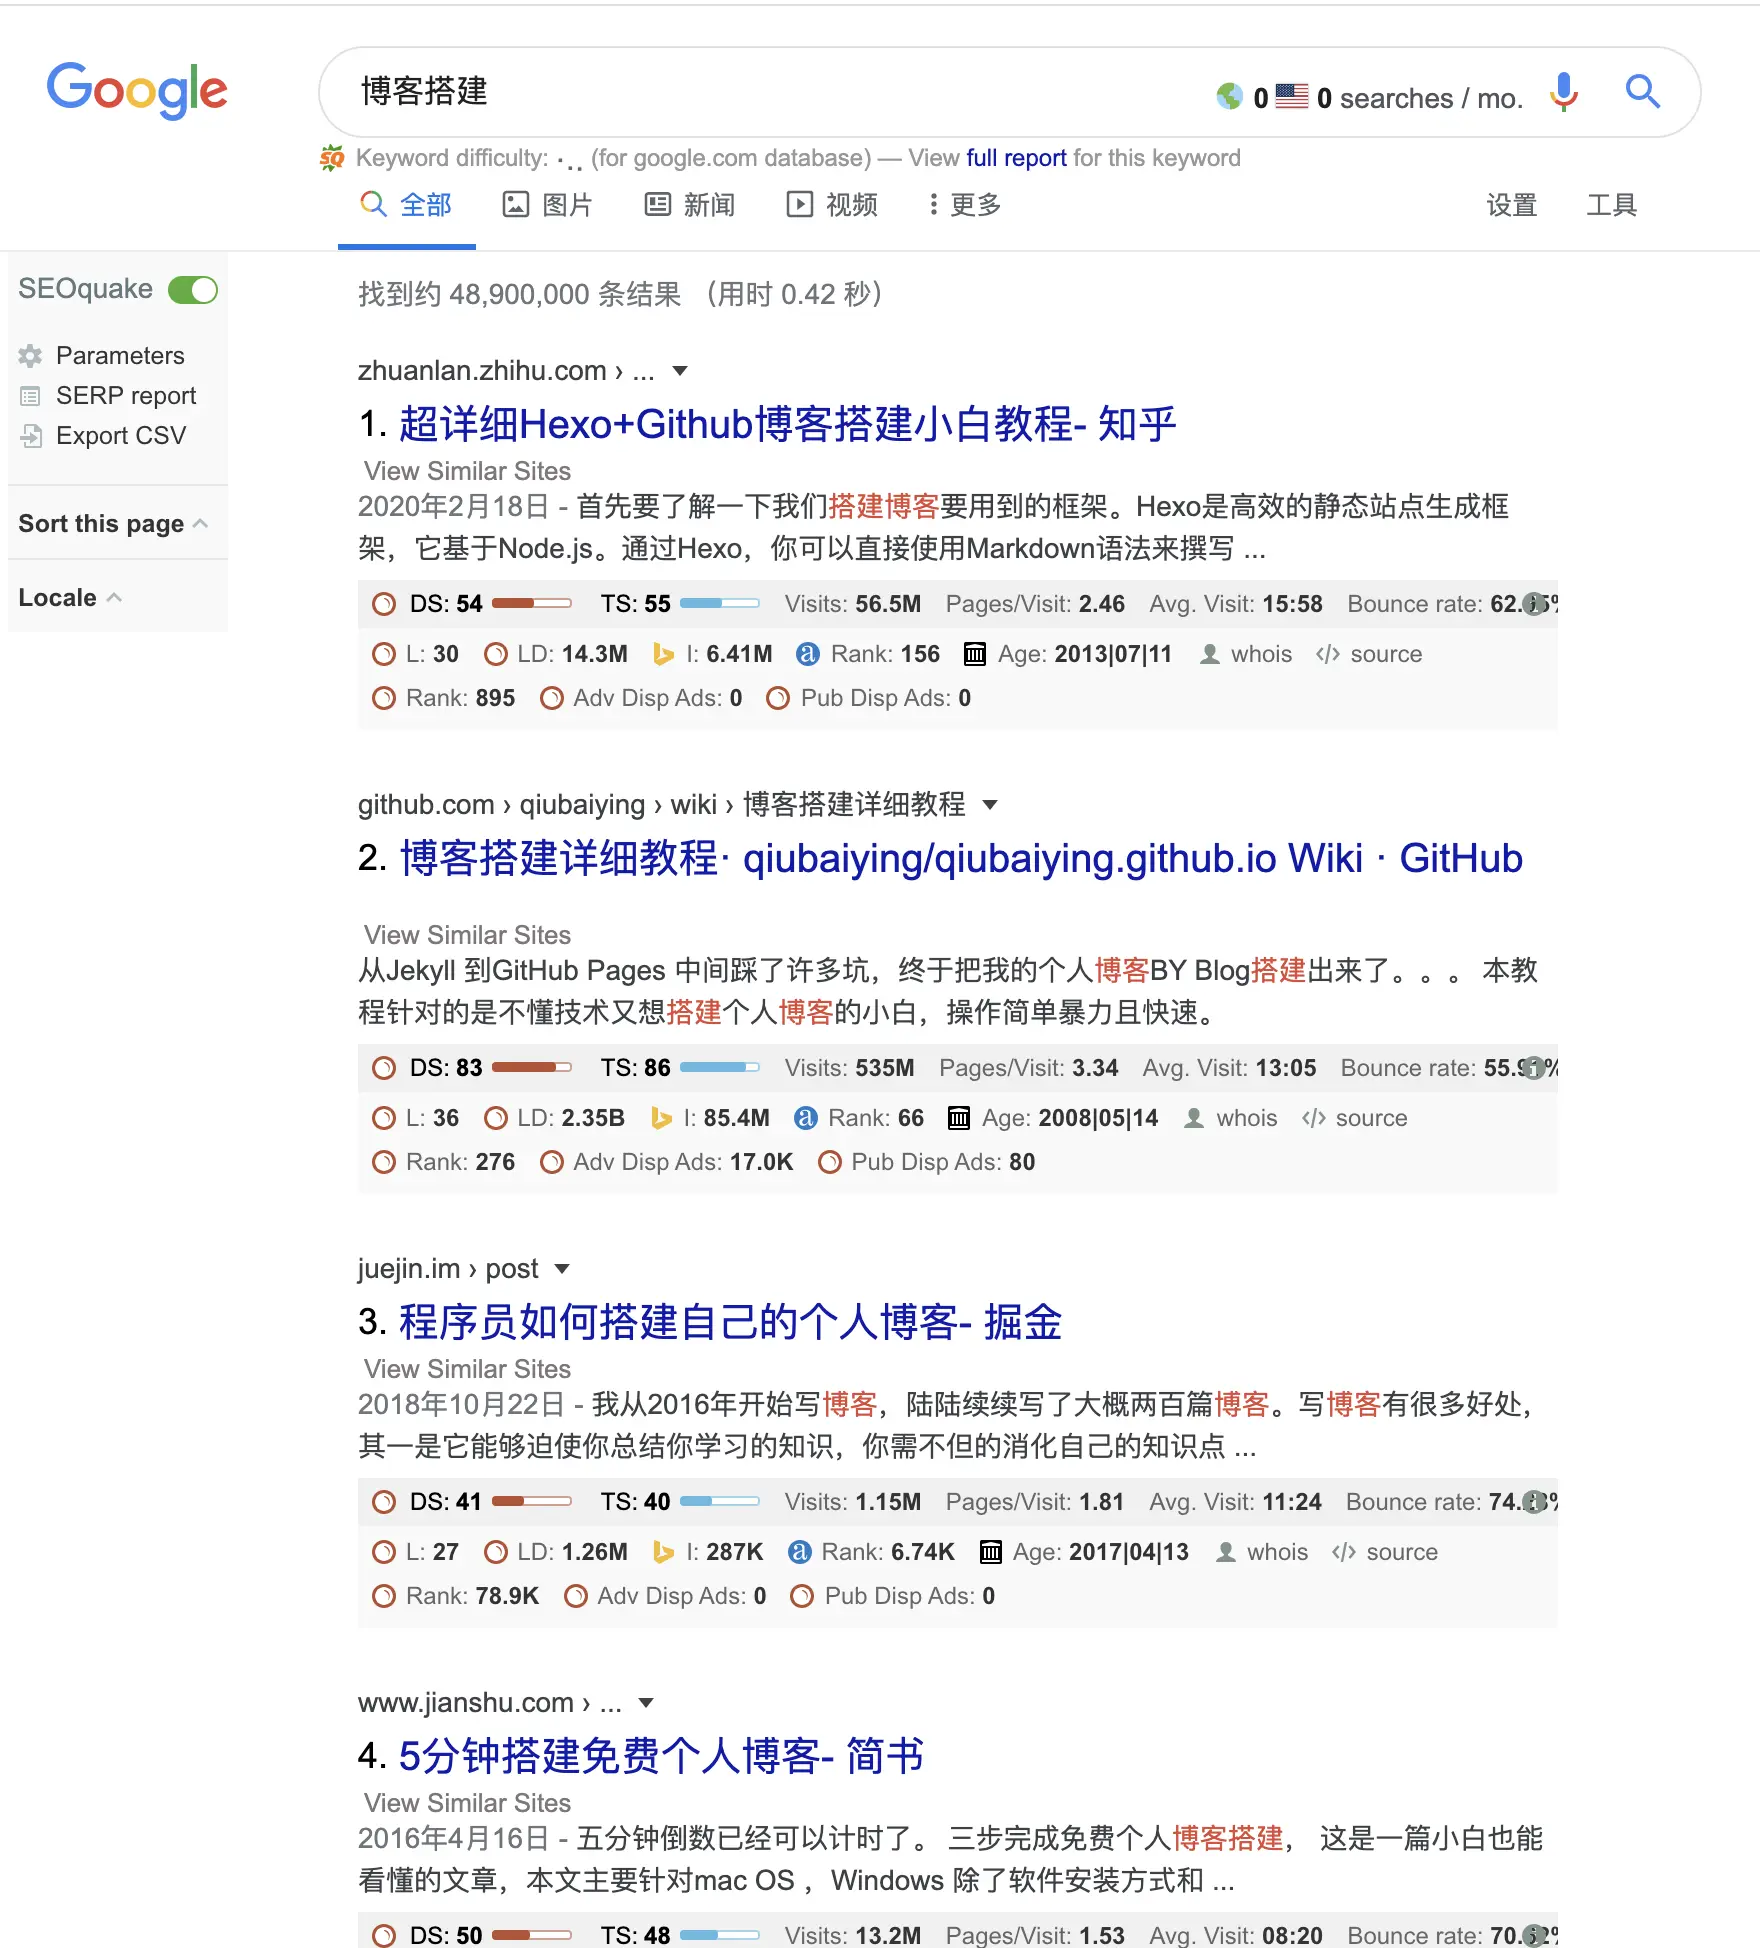 Google
博客搭建
0 0 searches / mo.
Keyword difficulty: (for google.com database) — View full report for this keyword
全部 图片 新闻 视频 更多 设置 工具
SEOquake
Parameters
SERP report
Export CSV
Sort this page
Locale
找到约 48,900,000 条结果 （用时 0.42 秒）
zhuanlan.zhihu.com › ...
1. 超详细Hexo+Github博客搭建小白教程- 知乎
View Similar Sites
2020年2月18日 - 首先要了解一下我们搭建博客要用到的框架。Hexo是高效的静态站点生成框
架，它基于Node.js。通过Hexo，你可以直接使用Markdown语法来撰写 ...
DS: 54 TS: 55 Visits: 56.5M Pages/Visit: 2.46 Avg. Visit: 15:58 Bounce rate:
L: 30 LD: 14.3M I: 6.41M Rank: 156 Age: 2013|07|11 whois </> source
Rank: 895 Adv Disp Ads: 0 Pub Disp Ads: 0
github.com › qiubaiying › wiki › 博客搭建详细教程
2. 博客搭建详细教程· qiubaiying/qiubaiying.github.io Wiki · GitHub
View Similar Sites
从Jekyll 到GitHub Pages 中间踩了许多坑，终于把我的个人博客BY Blog搭建出来了。。。 本教
程针对的是不懂技术又想搭建个人博客的小白，操作简单暴力且快速。
DS: 83 TS: 86 Visits: 535M Pages/Visit: 3.34 Avg. Visit: 13:05 Bounce rate:
L: 36 LD: 2.35B I: 85.4M Rank: 66 Age: 2008|05|14 whois </> source
Rank: 276 Adv Disp Ads: 17.0K Pub Disp Ads: 80
juejin.im › post
3. 程序员如何搭建自己的个人博客- 掘金
View Similar Sites
2018年10月22日 - 我从2016年开始写博客，陆陆续续写了大概两百篇博客。写博客有很多好处，
其一是它能够迫使你总结你学习的知识，你需不但的消化自己的知识点 ...
DS: 41 TS: 40 Visits: 1.15M Pages/Visit: 1.81 Avg. Visit: 11:24 Bounce rate:
L: 27 LD: 1.26M I: 287K Rank: 6.74K Age: 2017|04|13 whois </> source
Rank: 78.9K Adv Disp Ads: 0 Pub Disp Ads: 0
www.jianshu.com › ...
4. 5分钟搭建免费个人博客- 简书
View Similar Sites
2016年4月16日 - 五分钟倒数已经可以计时了。 三步完成免费个人博客搭建， 这是一篇小白也能
看懂的文章，本文主要针对mac OS ，Windows 除了软件安装方式和 ...
DS: 50 TS: 48 Visits: 13.2M Pages/Visit: 1.53 Avg. Visit: 08:20 Bounce rate: